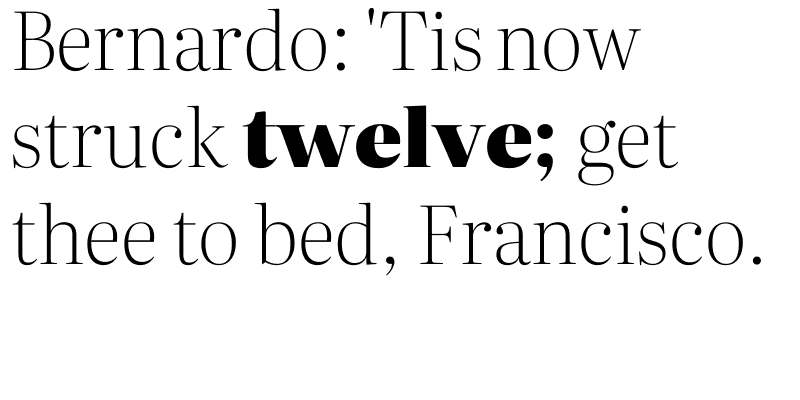 Bernardo: 'Tis now
struck twelve; get
thee to bed, Francisco.